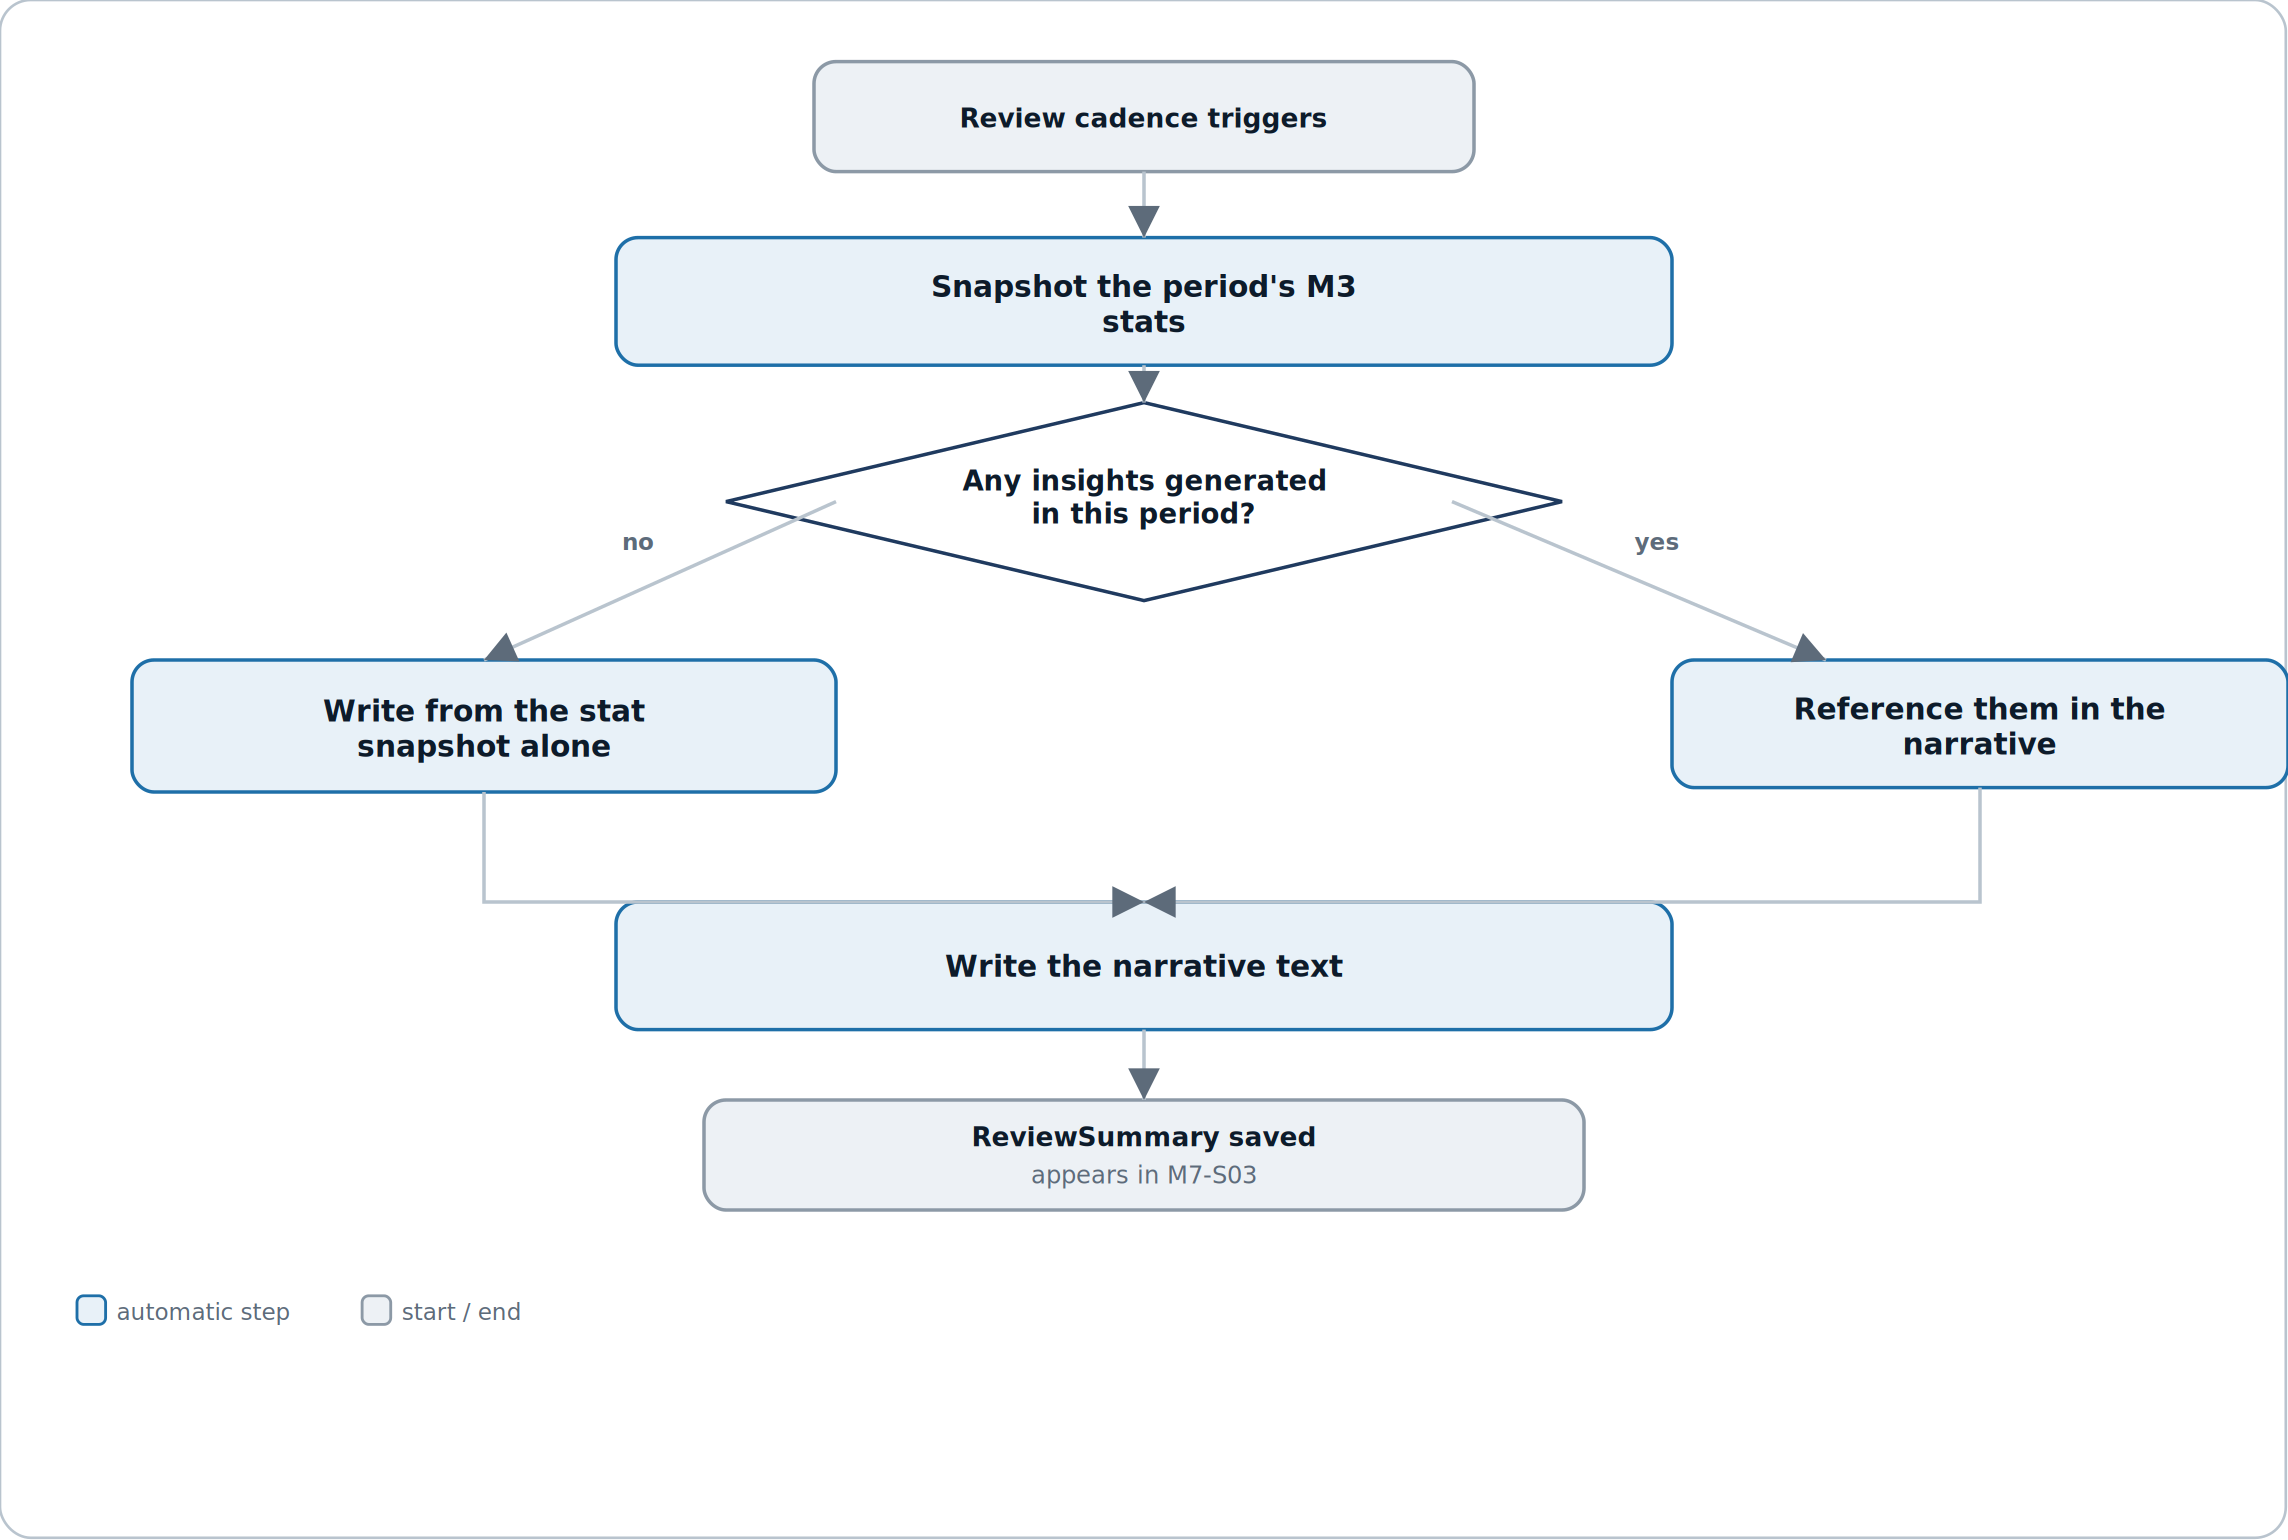 Review cadence triggers
Snapshot the period's M3
stats
Any insights generated
in this period?
no
yes
Write from the stat
snapshot alone
Reference them in the
narrative
Write the narrative text
ReviewSummary saved
appears in M7-S03
automatic step
start / end